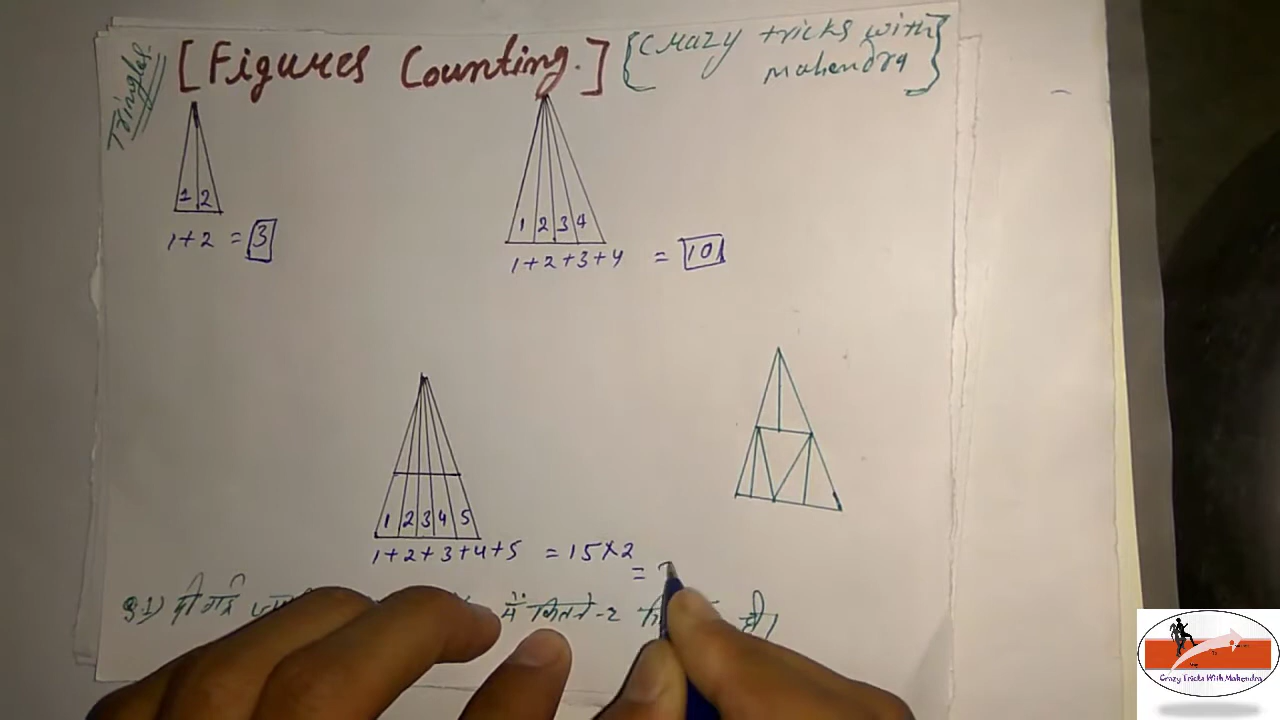 Triangles.
[Figures Counting.]
{Crazy tricks with
Mahendra}
1 2
1+2 = 3
1 2 3 4
1+2+3+4 = 10
1 2 3 4 5
1+2+3+4+5 = 15×2
=
Q.1) दी गई में कितने-2 है।
Crazy Tricks With Mahendra